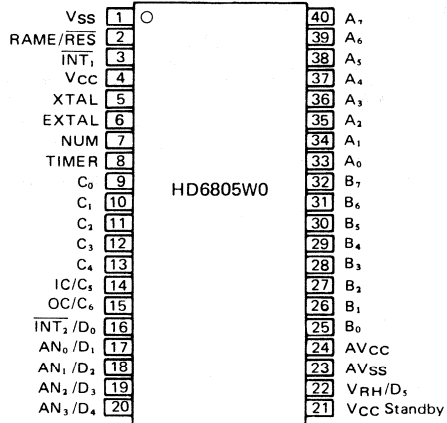 VSS 1 40 A₇
RAME/R̅E̅S̅ 2 39 A₆
I̅N̅T̅₁ 3 38 A₅
VCC 4 37 A₄
XTAL 5 36 A₃
EXTAL 6 35 A₂
NUM 7 34 A₁
TIMER 8 33 A₀
C₀ 9 32 B₇
HD6805W0
C₁ 10 31 B₆
C₂ 11 30 B₅
C₃ 12 29 B₄
C₄ 13 28 B₃
IC/C₅ 14 27 B₂
OC/C₆ 15 26 B₁
I̅N̅T̅₂/D₀ 16 25 B₀
AN₀/D₁ 17 24 AVCC
AN₁/D₂ 18 23 AVSS
AN₂/D₃ 19 22 VRH/D₅
AN₃/D₄ 20 21 VCC Standby